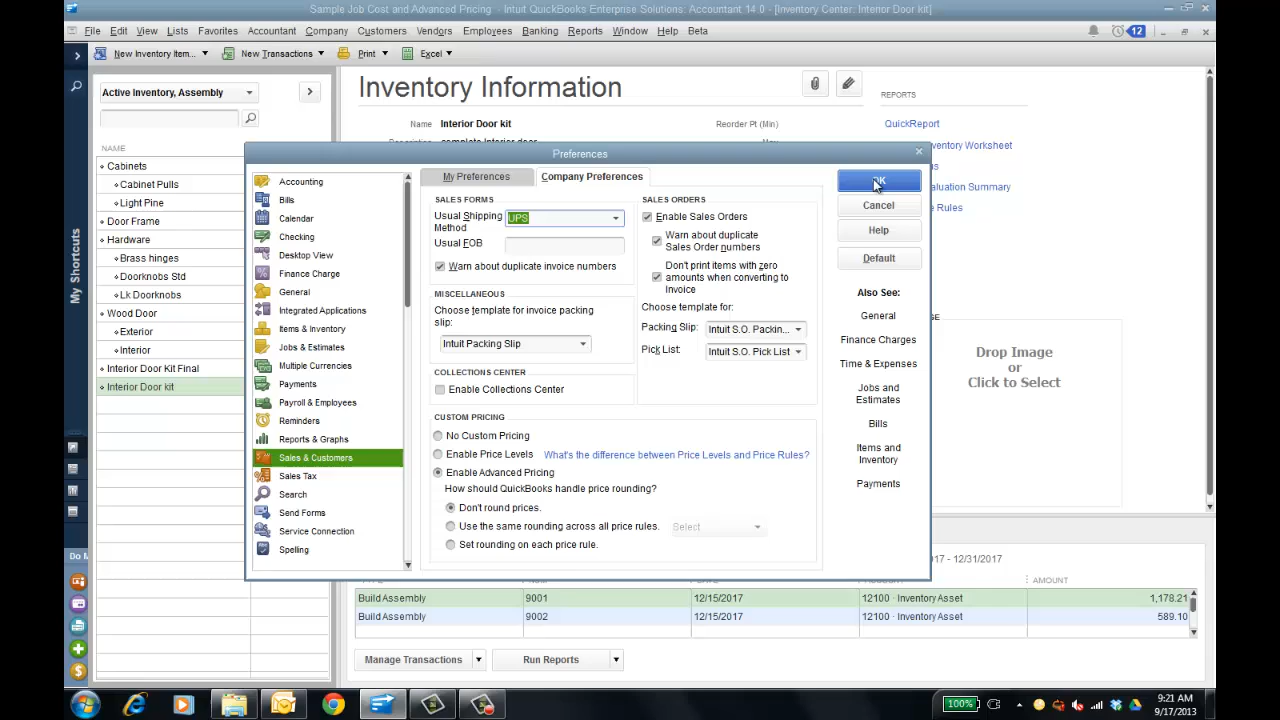 Sample Job Cost and Advanced Pricing - Intuit QuickBooks Enterprise Solutions: Accountant 14.0 - [Inventory Center: Interior Door kit]
File Edit View Lists Favorites Accountant Company Customers Vendors Employees Banking Reports Window Help Beta 12
New Inventory Item... New Transactions Print Excel
Active Inventory, Assembly
NAME
Cabinets
Cabinet Pulls
Light Pine
Door Frame
Hardware
Brass hinges
Doorknobs Std
Lk Doorknobs
Wood Door
Exterior
Interior
Interior Door Kit Final
Interior Door kit
My Shortcuts
Do M
Inventory Information
Name Interior Door kit Reorder Pt (Min)
REPORTS
QuickReport
ventory Worksheet
aluation Summary
e Rules
Drop Image
or
Click to Select
Preferences
Accounting
Bills
Calendar
Checking
Desktop View
Finance Charge
General
Integrated Applications
Items & Inventory
Jobs & Estimates
Multiple Currencies
Payments
Payroll & Employees
Reminders
Reports & Graphs
Sales & Customers
Sales Tax
Search
Send Forms
Service Connection
Spelling
My Preferences Company Preferences
SALES FORMS
Usual Shipping Method UPS
Usual FOB
Warn about duplicate invoice numbers
MISCELLANEOUS
Choose template for invoice packing
slip:
Intuit Packing Slip
COLLECTIONS CENTER
Enable Collections Center
SALES ORDERS
Enable Sales Orders
Warn about duplicate
Sales Order numbers
Don't print items with zero
amounts when converting to
Invoice
Choose template for:
Packing Slip: Intuit S.O. Packin...
Pick List: Intuit S.O. Pick List
CUSTOM PRICING
No Custom Pricing
Enable Price Levels What's the difference between Price Levels and Price Rules?
Enable Advanced Pricing
How should QuickBooks handle price rounding?
Don't round prices.
Use the same rounding across all price rules. Select
Set rounding on each price rule.
OK
Cancel
Help
Default
Also See:
General
Finance Charges
Time & Expenses
Jobs and
Estimates
Bills
Items and
Inventory
Payments
- 12/31/2017
AMOUNT
Build Assembly 9001 12/15/2017 12100 · Inventory Asset 1,178.21
Build Assembly 9002 12/15/2017 12100 · Inventory Asset 589.10
Manage Transactions Run Reports
100%
9:21 AM
9/17/2013